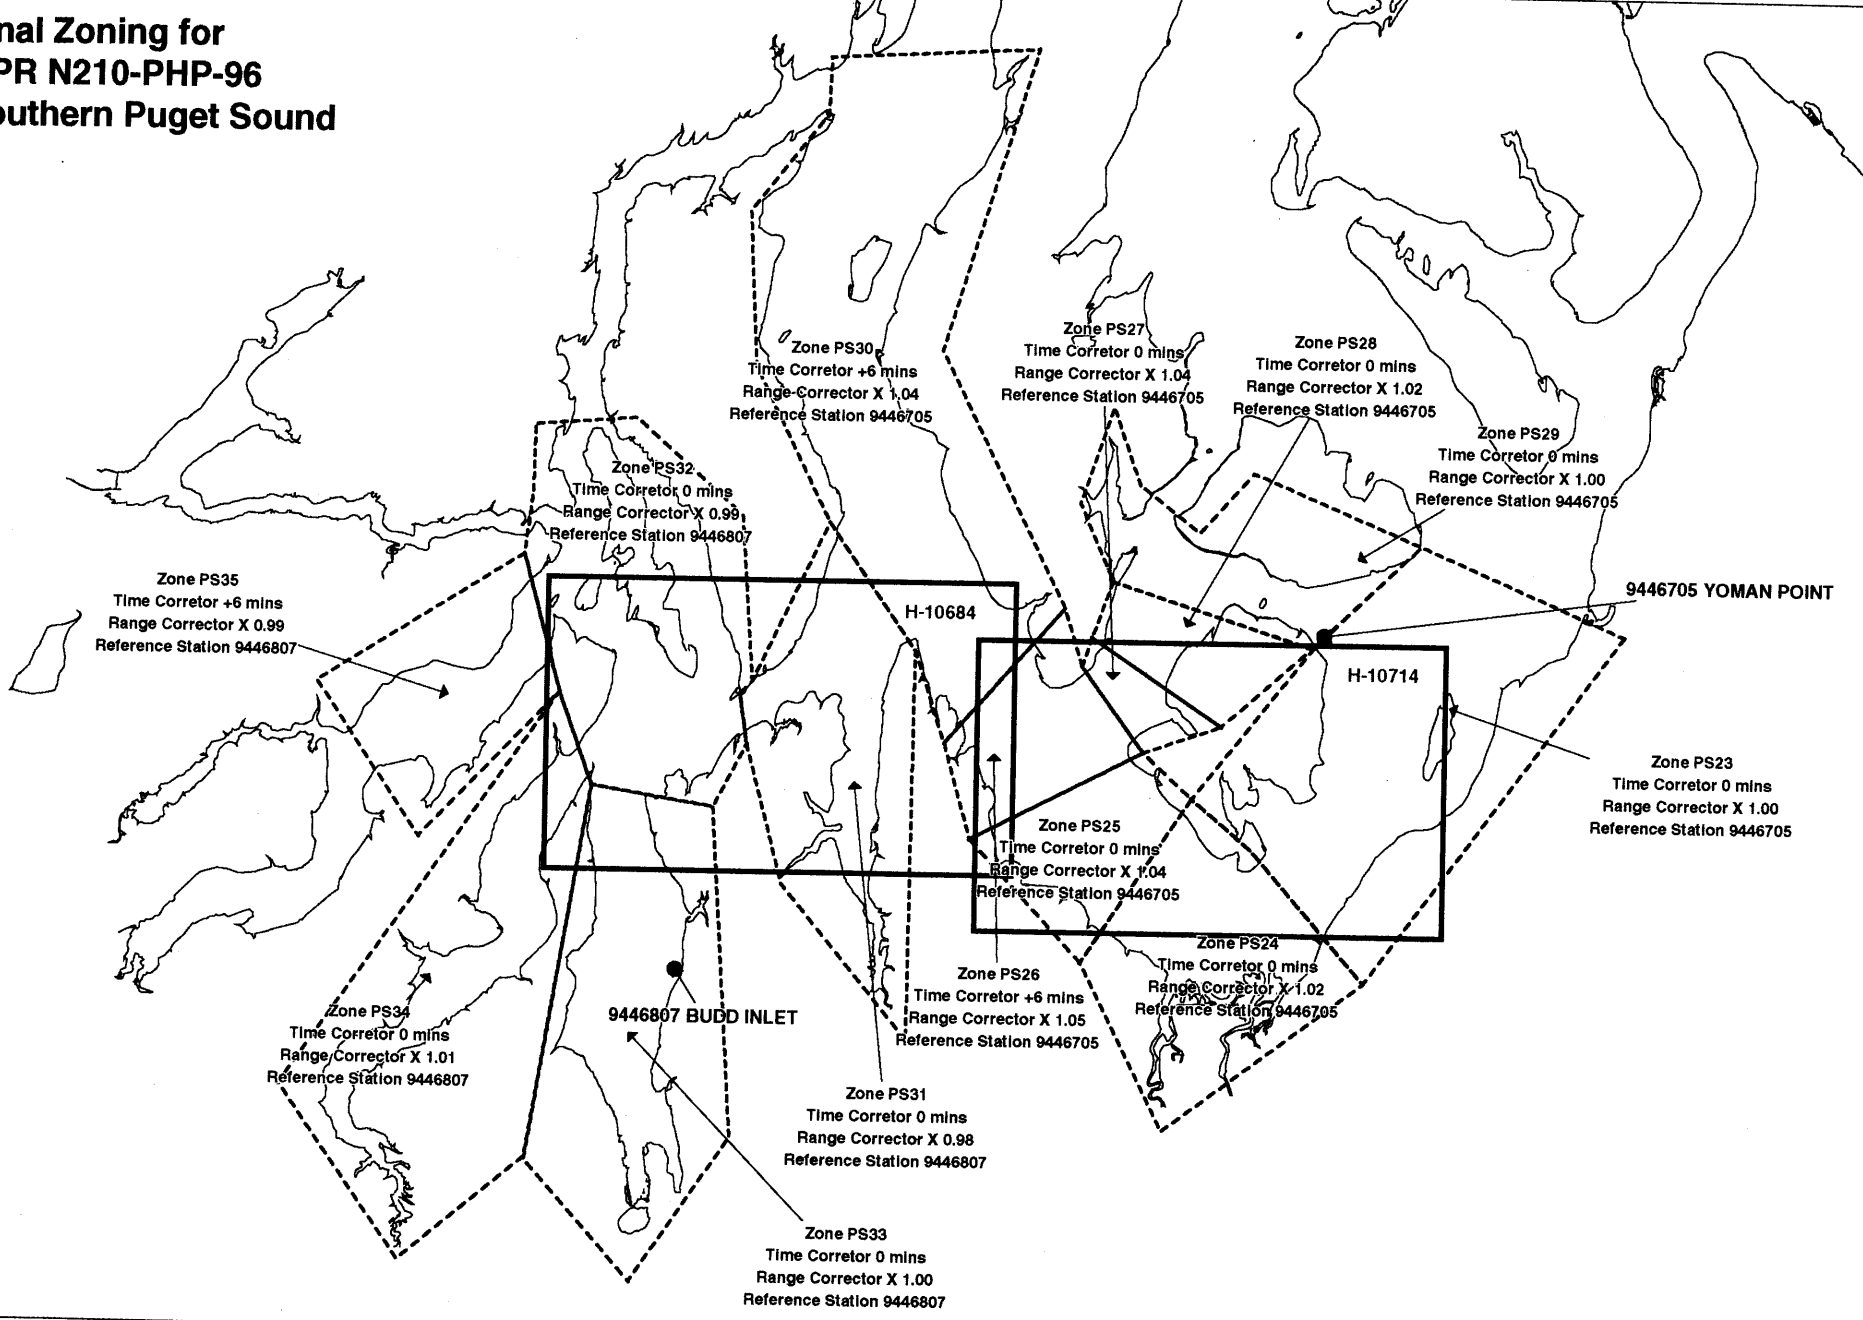 nal Zoning for
PR N210-PHP-96
outhern Puget Sound
Zone PS30
Time Corretor +6 mins
Range Corrector X 1.04
Reference Station 9446705
Zone PS27
Time Corretor 0 mins
Range Corrector X 1.04
Reference Station 9446705
Zone PS28
Time Corretor 0 mins
Range Corrector X 1.02
Reference Station 9446705
Zone PS29
Time Corretor 0 mins
Range Corrector X 1.00
Reference Station 9446705
Zone PS32
Time Corretor 0 mins
Range Corrector X 0.99
Reference Station 9446807
Zone PS35
Time Corretor +6 mins
Range Corrector X 0.99
Reference Station 9446807
H-10684
9446705 YOMAN POINT
H-10714
Zone PS23
Time Corretor 0 mins
Range Corrector X 1.00
Reference Station 9446705
Zone PS25
Time Corretor 0 mins
Range Corrector X 1.04
Reference Station 9446705
Zone PS24
Time Corretor 0 mins
Range Corrector X 1.02
Reference Station 9446705
Zone PS26
Time Corretor +6 mins
Range Corrector X 1.05
Reference Station 9446705
9446807 BUDD INLET
Zone PS34
Time Corretor 0 mins
Range Corrector X 1.01
Reference Station 9446807
Zone PS31
Time Corretor 0 mins
Range Corrector X 0.98
Reference Station 9446807
Zone PS33
Time Corretor 0 mins
Range Corrector X 1.00
Reference Station 9446807